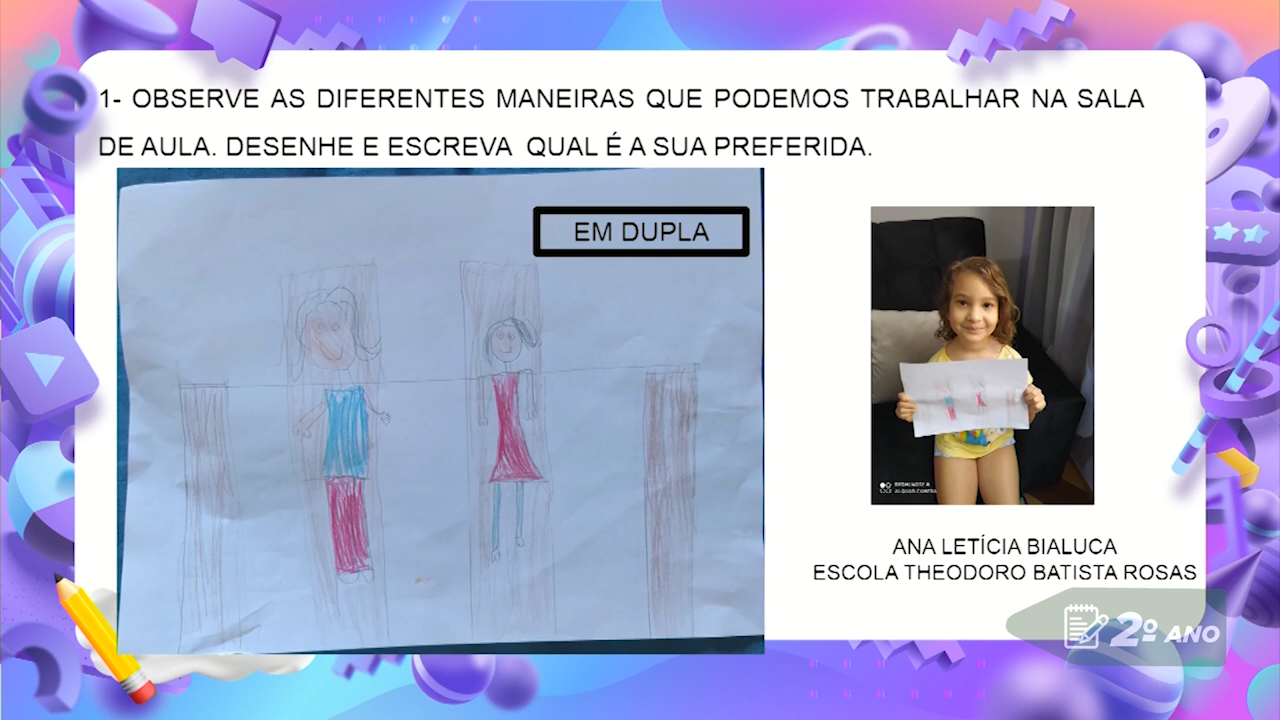 1- OBSERVE AS DIFERENTES MANEIRAS QUE PODEMOS TRABALHAR NA SALA
DE AULA. DESENHE E ESCREVA QUAL É A SUA PREFERIDA.
EM DUPLA
ANA LETÍCIA BIALUCA
ESCOLA THEODORO BATISTA ROSAS
2º ANO